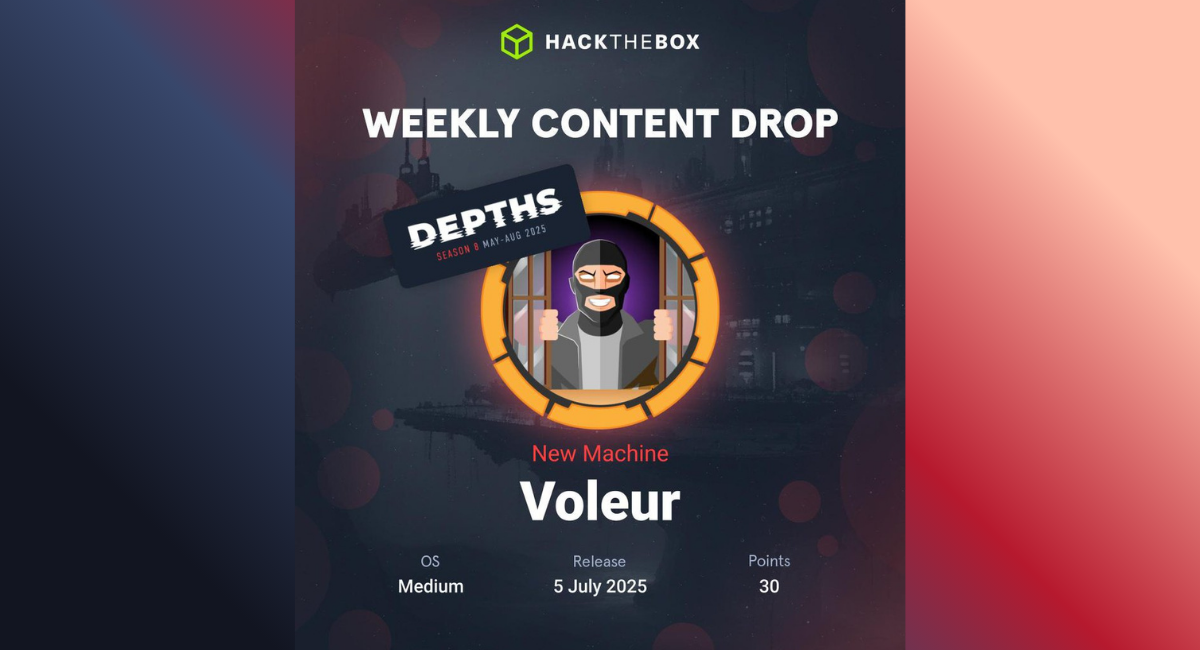 HACKTHEBOX
WEEKLY CONTENT DROP
DEPTHS
SEASON 8 MAY-AUG 2025
New Machine
Voleur
OS Release Points
Medium 5 July 2025 30